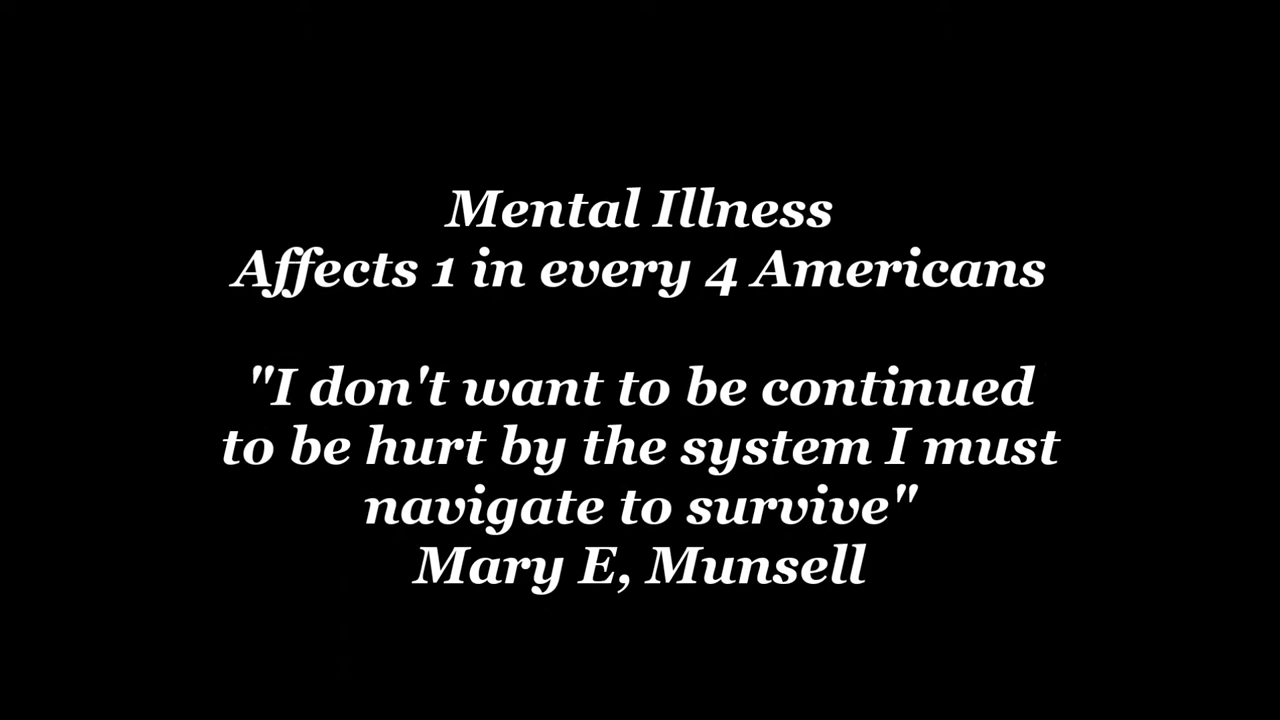 Mental Illness
Affects 1 in every 4 Americans
"I don't want to be continued
to be hurt by the system I must
navigate to survive"
Mary E, Munsell